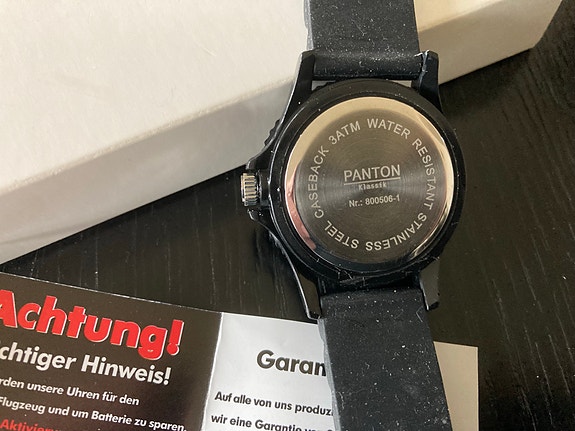 3ATM WATER RESISTANT STAINLESS STEEL CASEBACK
PANTON
Klassik
Nr.: 800506-1
Achtung!
chtiger Hinweis!
rden unsere Uhren für den
Flugzeug und um Batterie zu sparen.
Garan
Auf alle von uns produz
wir eine Garantie